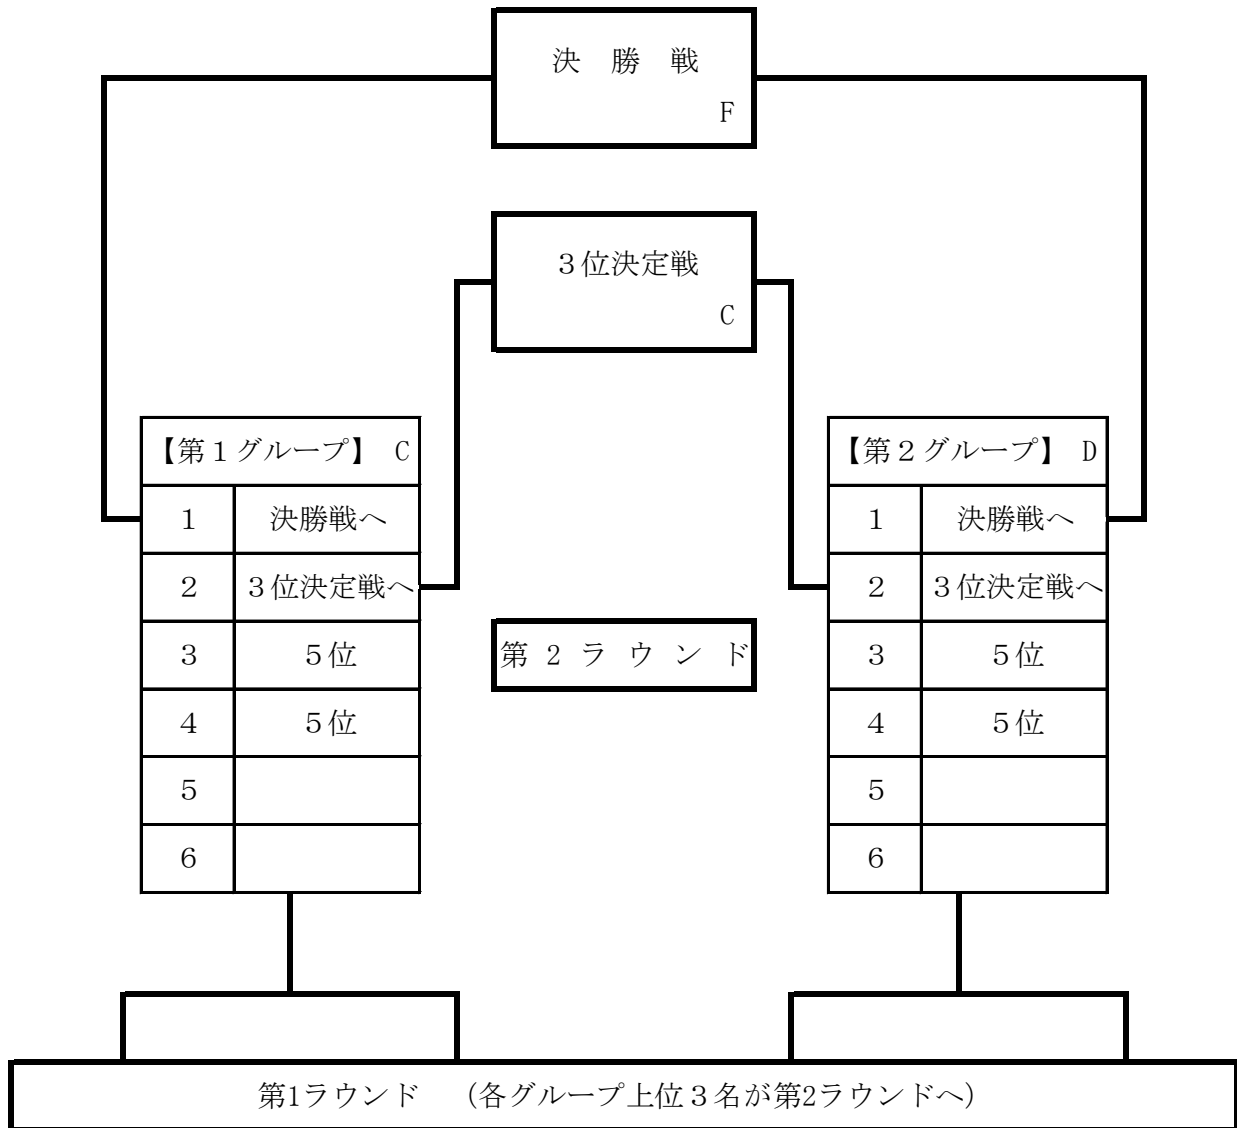 決　勝　戦
F
３位決定戦
C
【第１グループ】 C
1 決勝戦へ
2 ３位決定戦へ
3 ５位
4 ５位
5
6
第 2 ラ ウ ン ド
【第２グループ】 D
1 決勝戦へ
2 ３位決定戦へ
3 ５位
4 ５位
5
6
第1ラウンド　（各グループ上位３名が第2ラウンドへ）